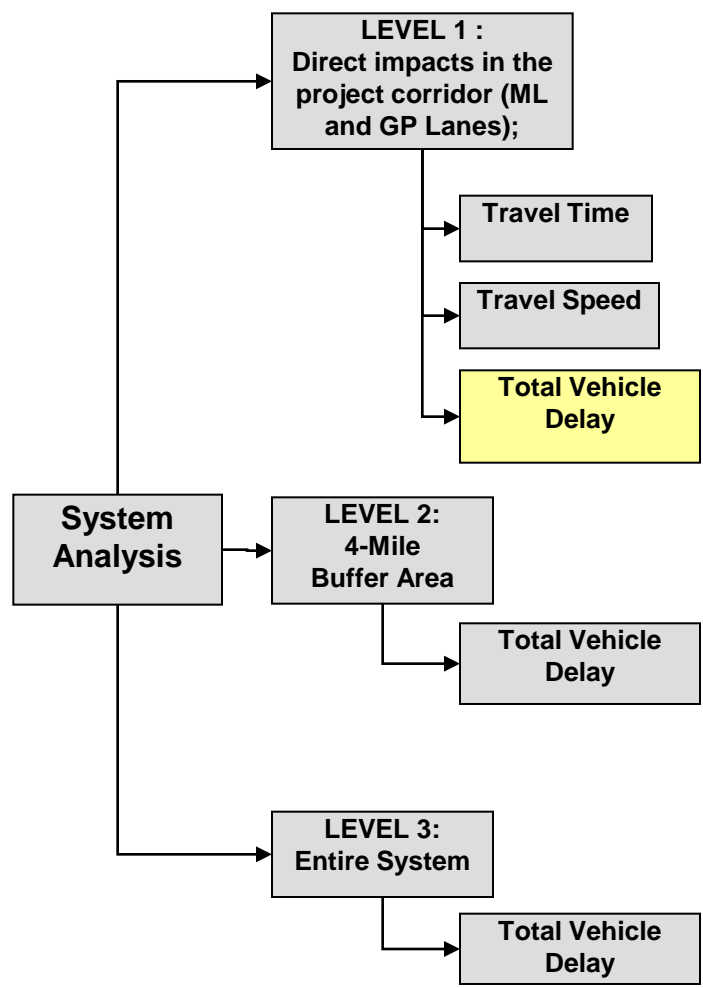 LEVEL 1 :
Direct impacts in the
project corridor (ML
and GP Lanes);
Travel Time
Travel Speed
Total Vehicle
Delay
System
Analysis
LEVEL 2:
4-Mile
Buffer Area
Total Vehicle
Delay
LEVEL 3:
Entire System
Total Vehicle
Delay